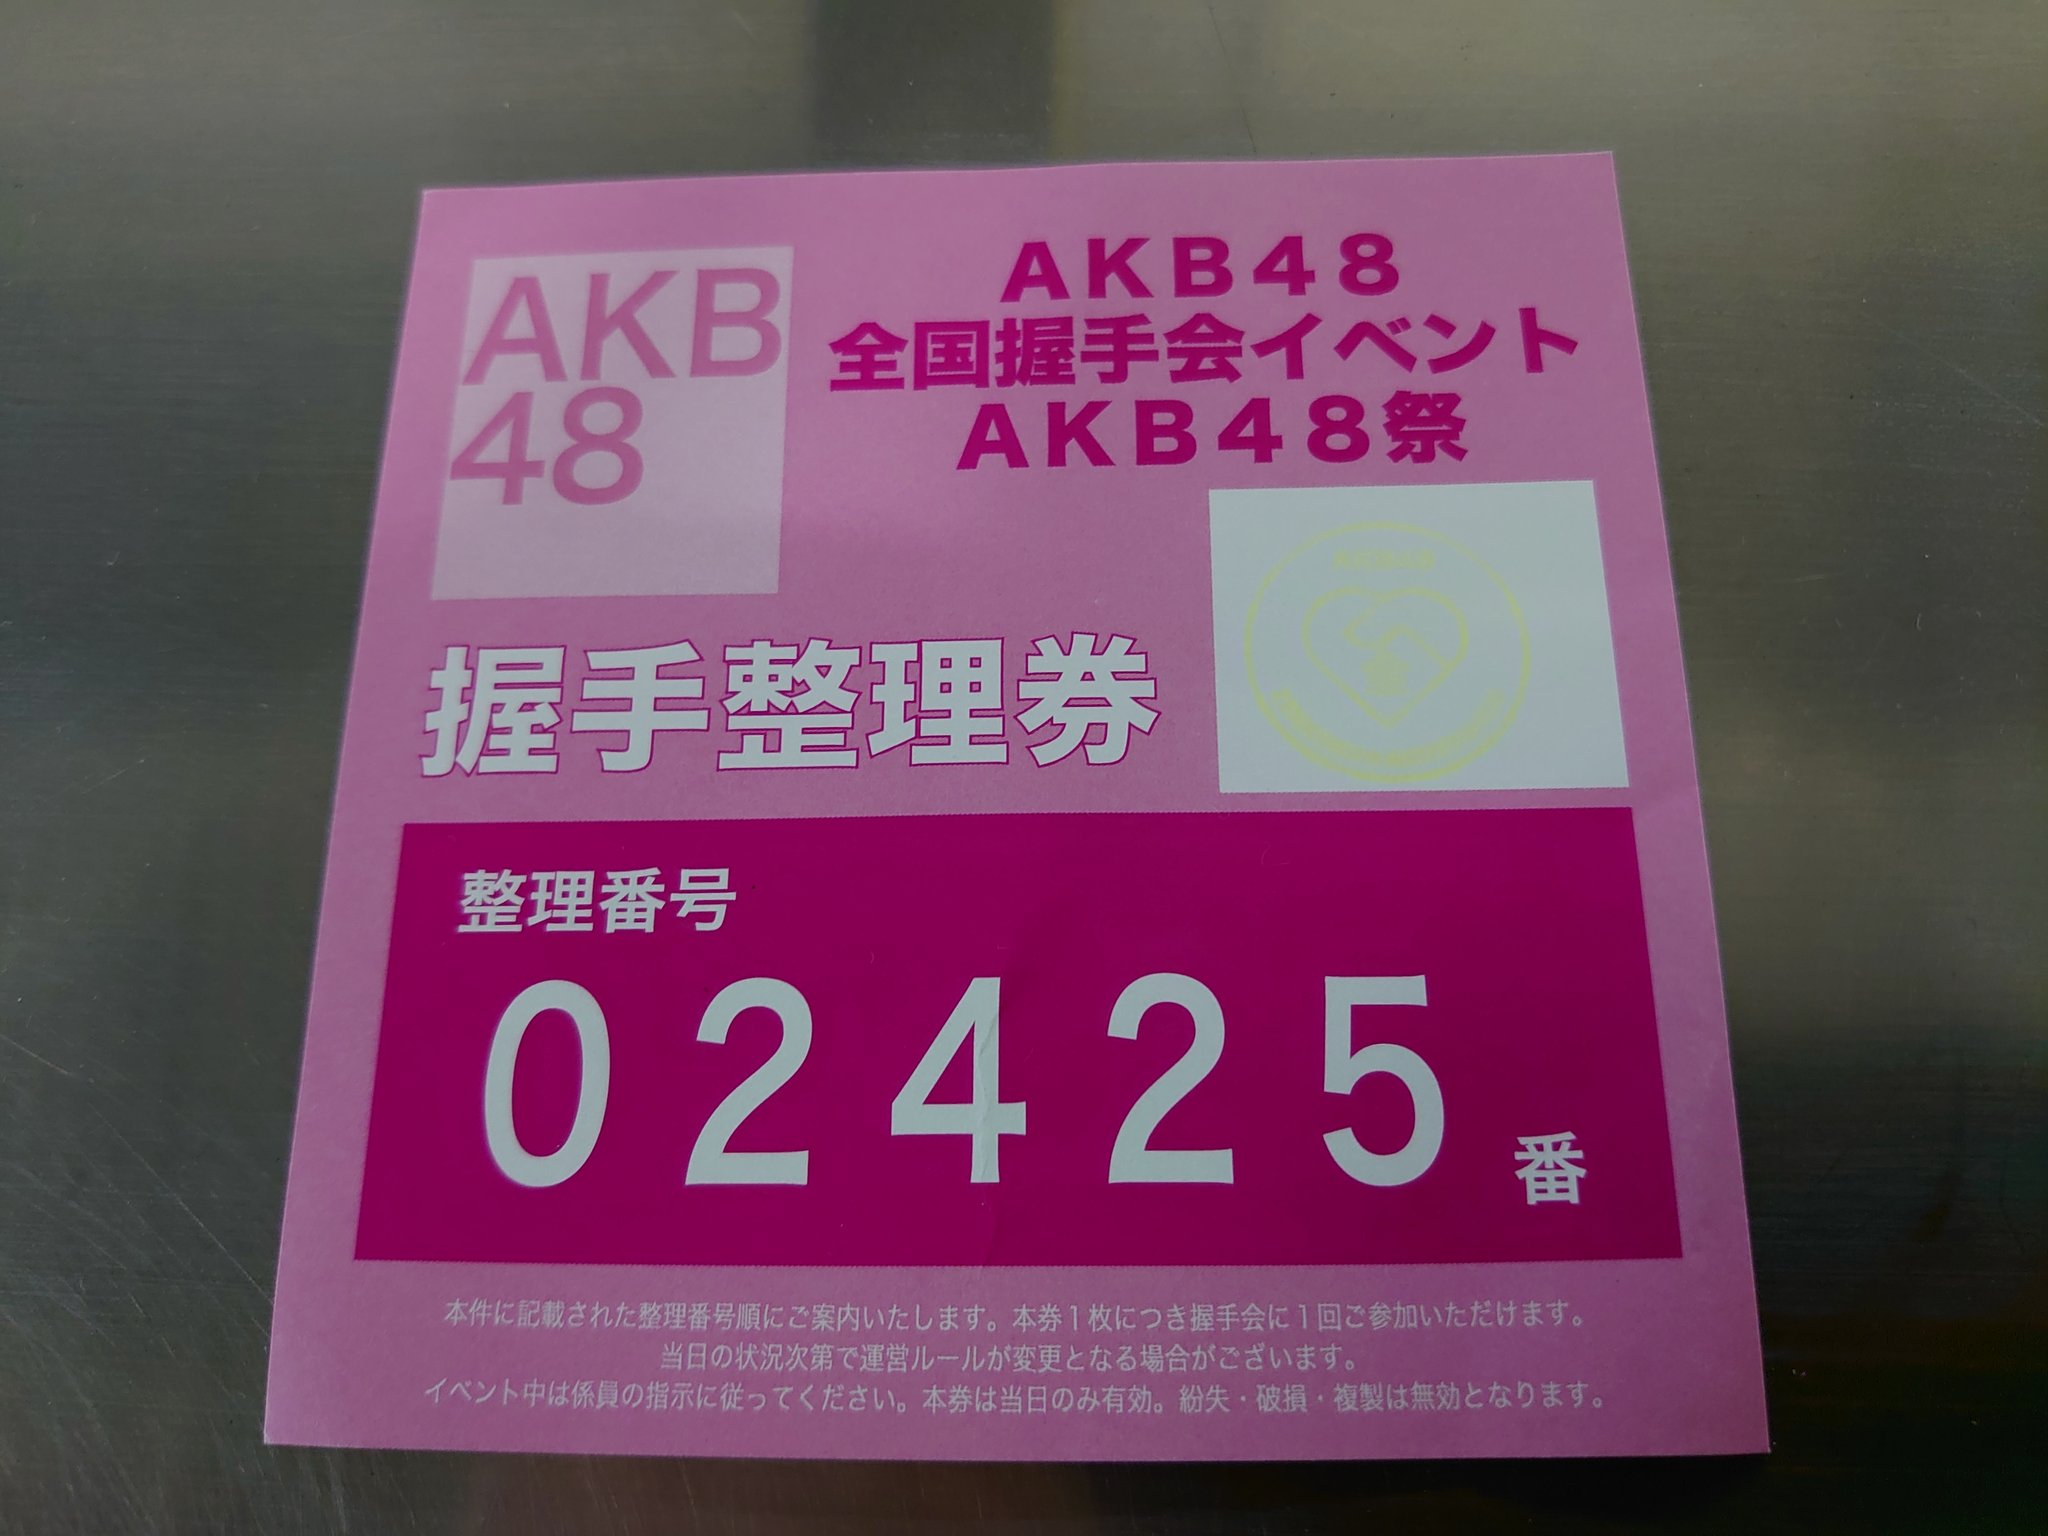 AKB
48
AKB48
全国握手会イベント
AKB48祭
握手整理券
整理番号
02425番
本件に記載された整理番号順にご案内いたします。本券1枚につき握手会に1回ご参加いただけます。
当日の状況次第で運営ルールが変更となる場合がございます。
イベント中は係員の指示に従ってください。本券は当日のみ有効。紛失・破損・複製は無効となります。